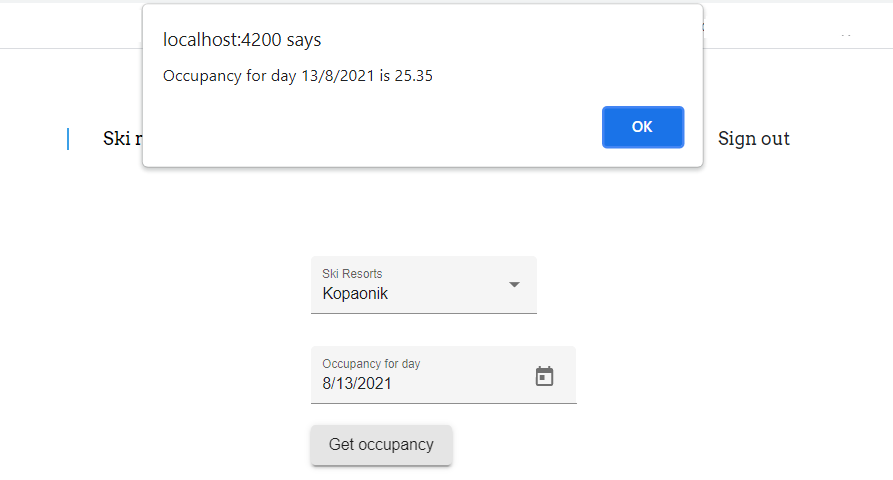 localhost:4200 says
Occupancy for day 13/8/2021 is 25.35
OK
Ski
Sign out
Ski Resorts
Kopaonik
Occupancy for day
8/13/2021
Get occupancy